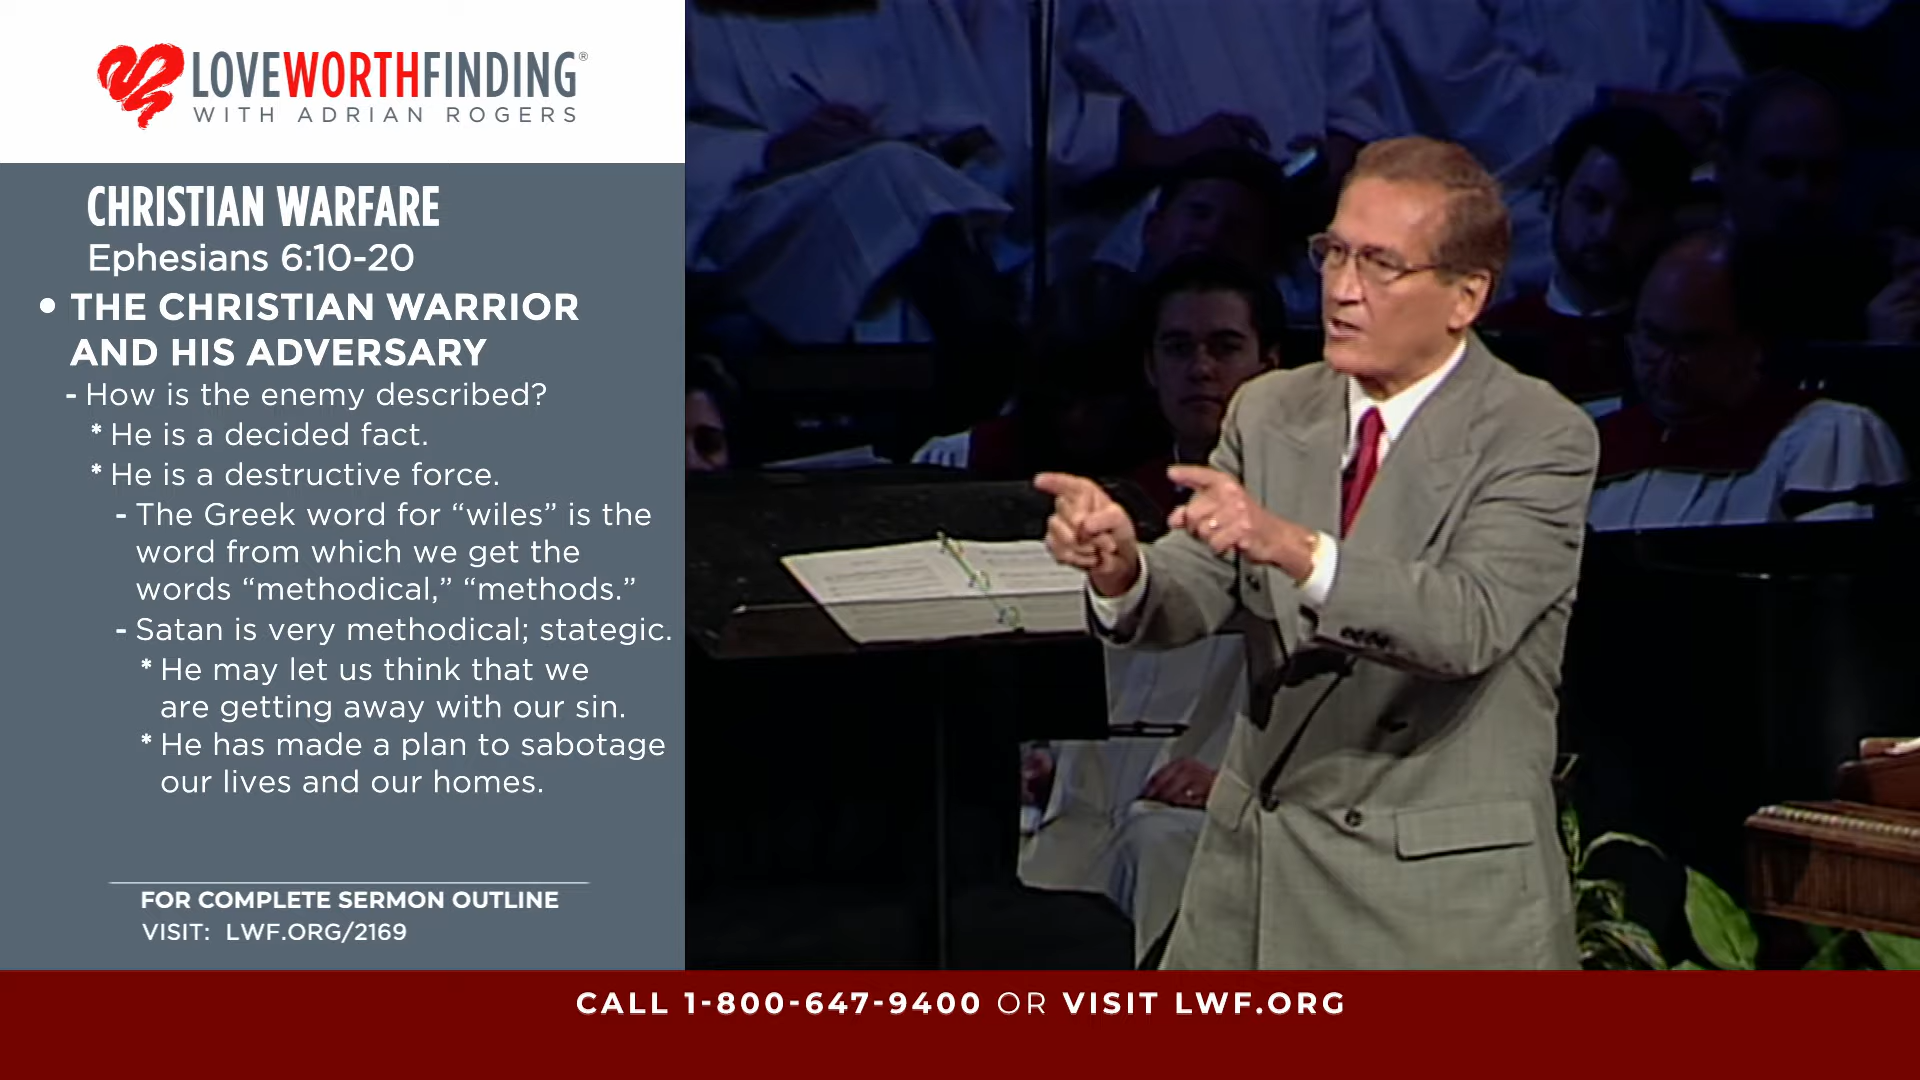 LOVEWORTHFINDING®
WITH ADRIAN ROGERS
CHRISTIAN WARFARE
Ephesians 6:10-20
• THE CHRISTIAN WARRIOR
AND HIS ADVERSARY
- How is the enemy described?
* He is a decided fact.
* He is a destructive force.
- The Greek word for “wiles” is the
word from which we get the
words “methodical,” “methods.”
- Satan is very methodical; stategic.
* He may let us think that we
are getting away with our sin.
* He has made a plan to sabotage
our lives and our homes.
FOR COMPLETE SERMON OUTLINE
VISIT: LWF.ORG/2169
CALL 1-800-647-9400 OR VISIT LWF.ORG